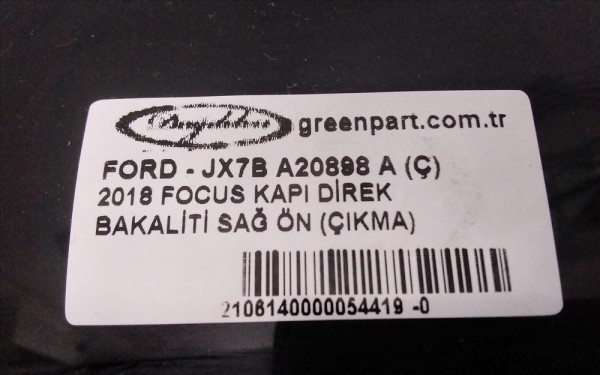 greenpart.com.tr
FORD - JX7B A20898 A (Ç)
2018 FOCUS KAPI DİREK
BAKALİTİ SAĞ ÖN (ÇIKMA)
2106140000054419 -0